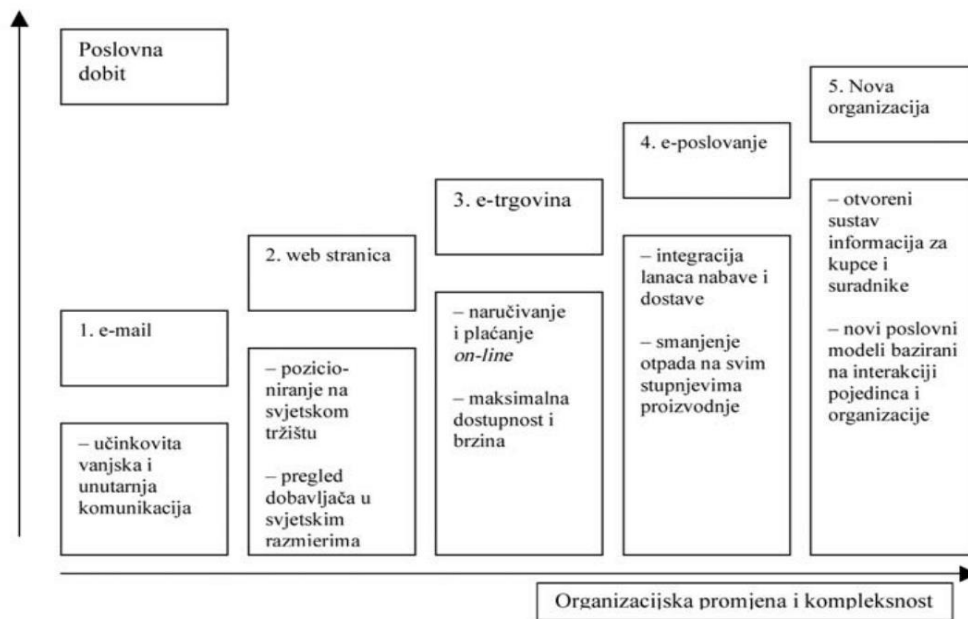 Poslovna
dobit
1. e-mail
– učinkovita
vanjska i
unutarnja
komunikacija
2. web stranica
– pozicio-
niranje na
svjetskom
tržištu
– pregled
dobavljača u
svjetskim
razmjerima
3. e-trgovina
– naručivanje
i plaćanje
on-line
– maksimalna
dostupnost i
brzina
4. e-poslovanje
– integracija
lanaca nabave i
dostave
– smanjenje
otpada na svim
stupnjevima
proizvodnje
5. Nova
organizacija
– otvoreni
sustav
informacija za
kupce i
suradnike
– novi poslovni
modeli bazirani
na interakciji
pojedinca i
organizacije
Organizacijska promjena i kompleksnost